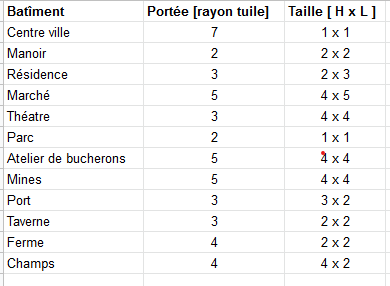 Batîment Portée [rayon tuile] Taille [ H x L ]
Centre ville 7 1 x 1
Manoir 2 2 x 2
Résidence 3 2 x 3
Marché 5 4 x 5
Théatre 3 4 x 4
Parc 2 1 x 1
Atelier de bucherons 5 4 x 4
Mines 5 4 x 4
Port 3 3 x 2
Taverne 3 2 x 2
Ferme 4 2 x 2
Champs 4 4 x 2